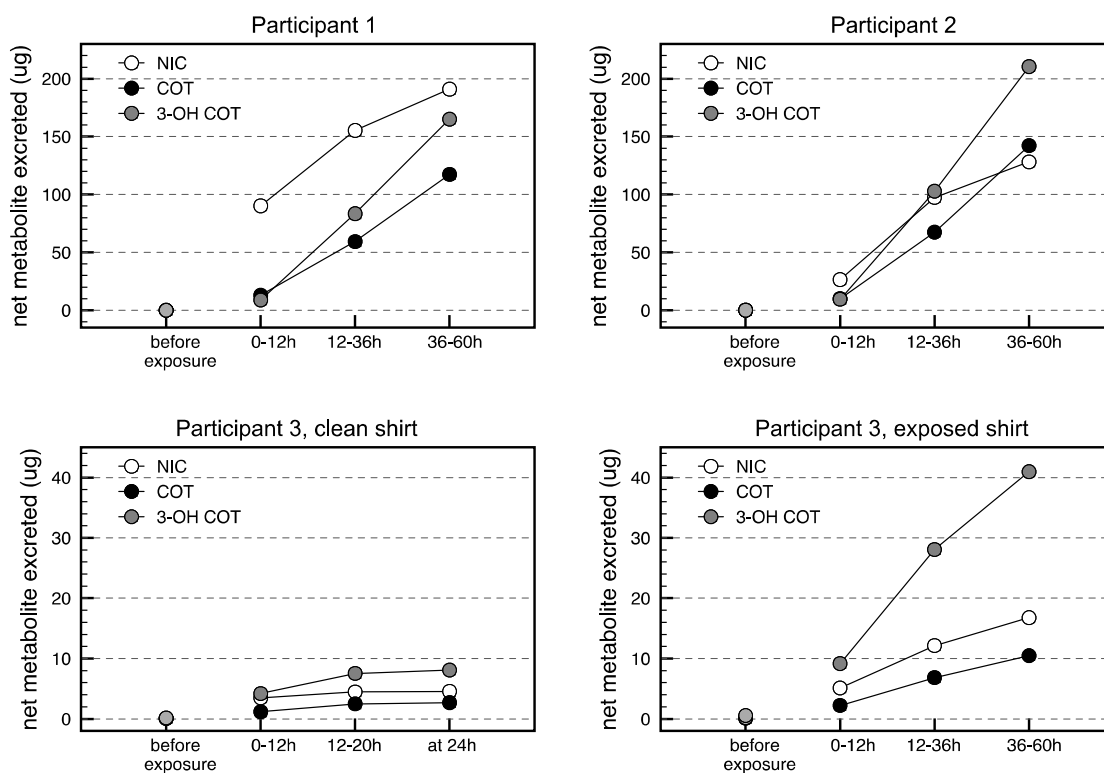 Participant 1
net metabolite excreted (ug)
200
150
100
50
0
NIC
COT
3-OH COT
before
exposure
0-12h
12-36h
36-60h
Participant 2
net metabolite excreted (ug)
200
150
100
50
0
NIC
COT
3-OH COT
before
exposure
0-12h
12-36h
36-60h
Participant 3, clean shirt
net metabolite excreted (ug)
40
30
20
10
0
NIC
COT
3-OH COT
before
exposure
0-12h
12-20h
at 24h
Participant 3, exposed shirt
net metabolite excreted (ug)
40
30
20
10
0
NIC
COT
3-OH COT
before
exposure
0-12h
12-36h
36-60h